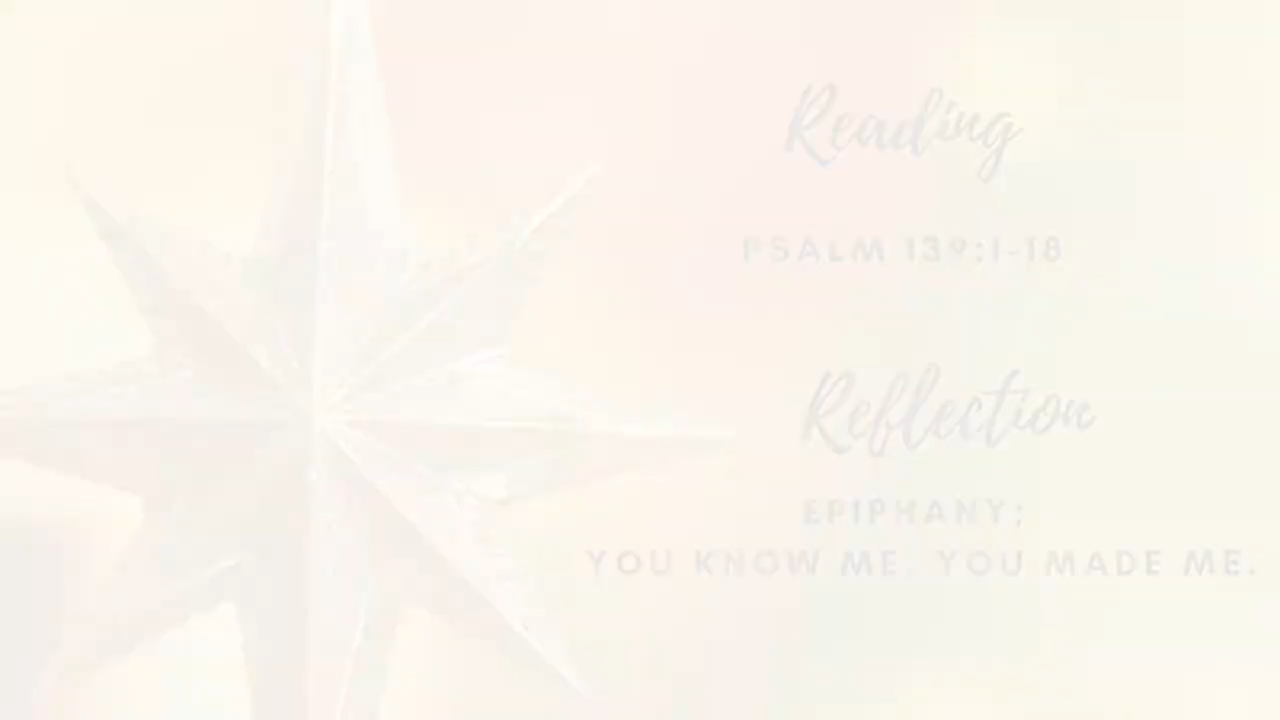 Reading
PSALM 139:1-18
Reflection
EPIPHANY;
YOU KNOW ME. YOU MADE ME.